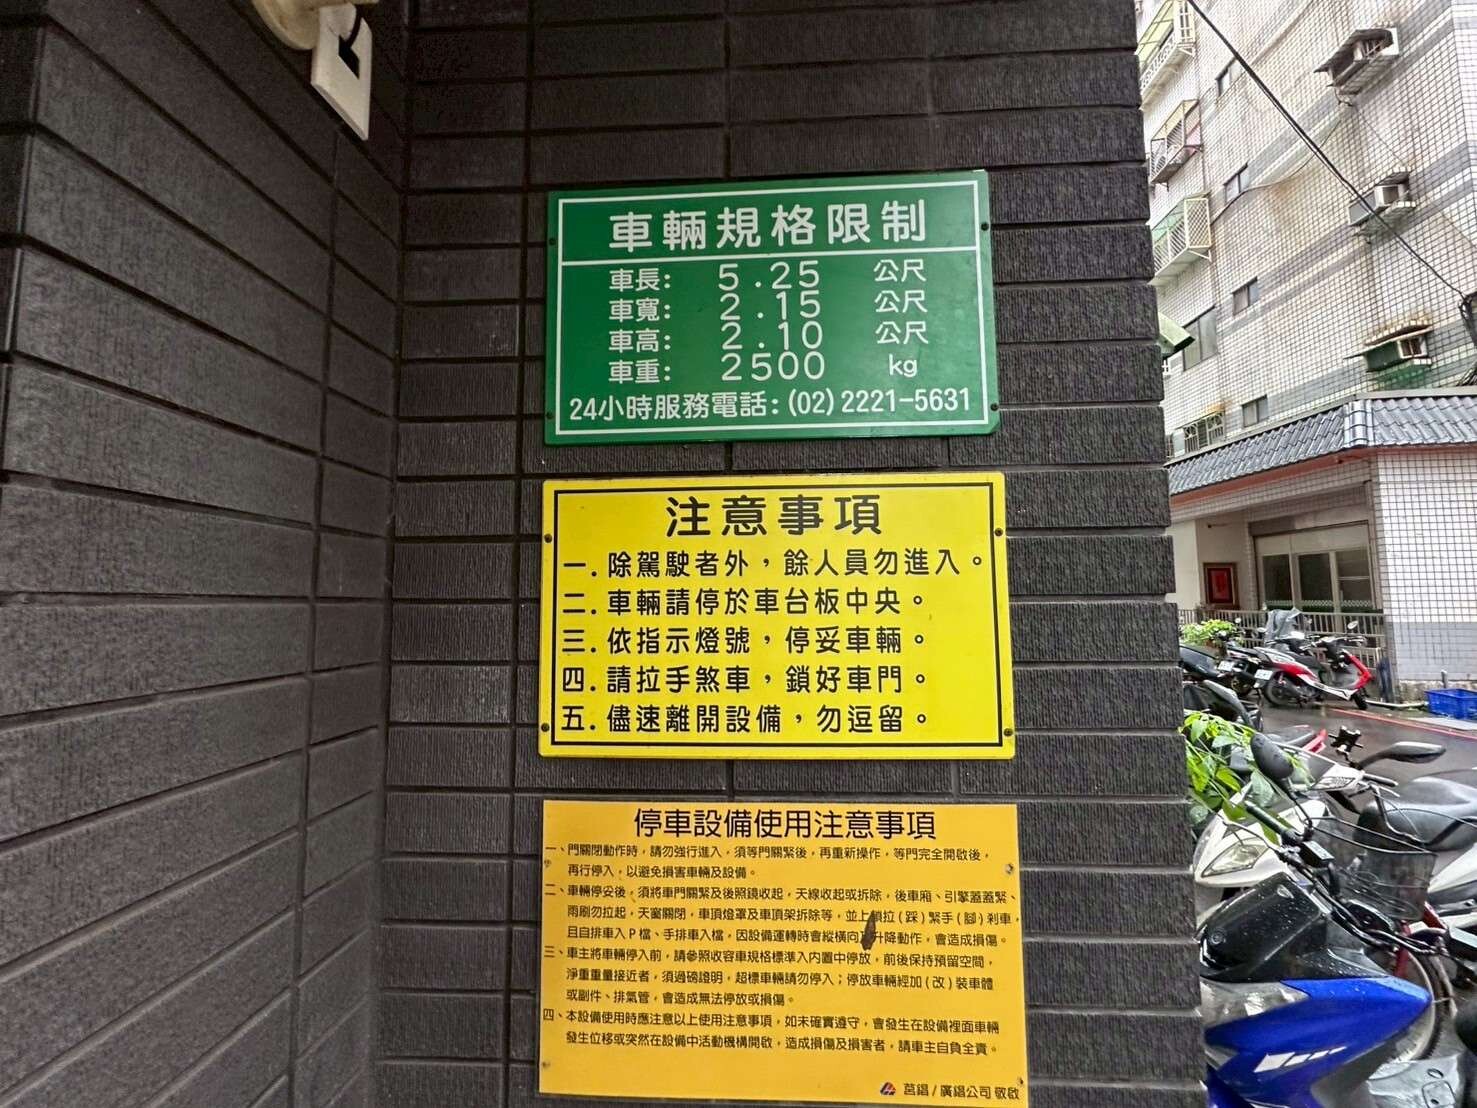 車輛規格限制
車長: 5.25 公尺
車寬: 2.15 公尺
車高: 2.10 公尺
車重: 2500 kg
24小時服務電話:(02)2221-5631
注意事項
一.除駕駛者外,餘人員勿進入。
二.車輛請停於車台板中央。
三.依指示燈號,停妥車輛。
四.請拉手煞車,鎖好車門。
五.儘速離開設備,勿逗留。
停車設備使用注意事項
一、門關閉動作時,請勿強行進入,須等門關緊後,再重新操作,等門完全開啟後,
再行停入,以避免損害車輛及設備。
二、車輛停妥後,須將車門關緊及後照鏡收起,天線收起或拆除,後車廂、引擎蓋蓋緊、
雨刷勿拉起,天窗關閉,車頂燈罩及車頂架拆除等,並上鎖拉(踩)緊手(腳)剎車,
且自排車入P檔、手排車入檔,因設備運轉時會縱橫向及升降動作,會造成損傷。
三、車主將車輛停入前,請參照收容車規格標準入內置中停放,前後保持預留空間,
淨重重量接近者,須過磅證明,超標車輛請勿停入;停放車輛經加(改)裝車體
或副件、排氣管,會造成無法停放或損傷。
四、本設備使用時應注意以上使用注意事項,如未確實遵守,會發生在設備裡面車輛
發生位移或突然在設備中活動機構開啟,造成損傷及損害者,請車主自負全責。
莒錩/廣錩公司 敬啟